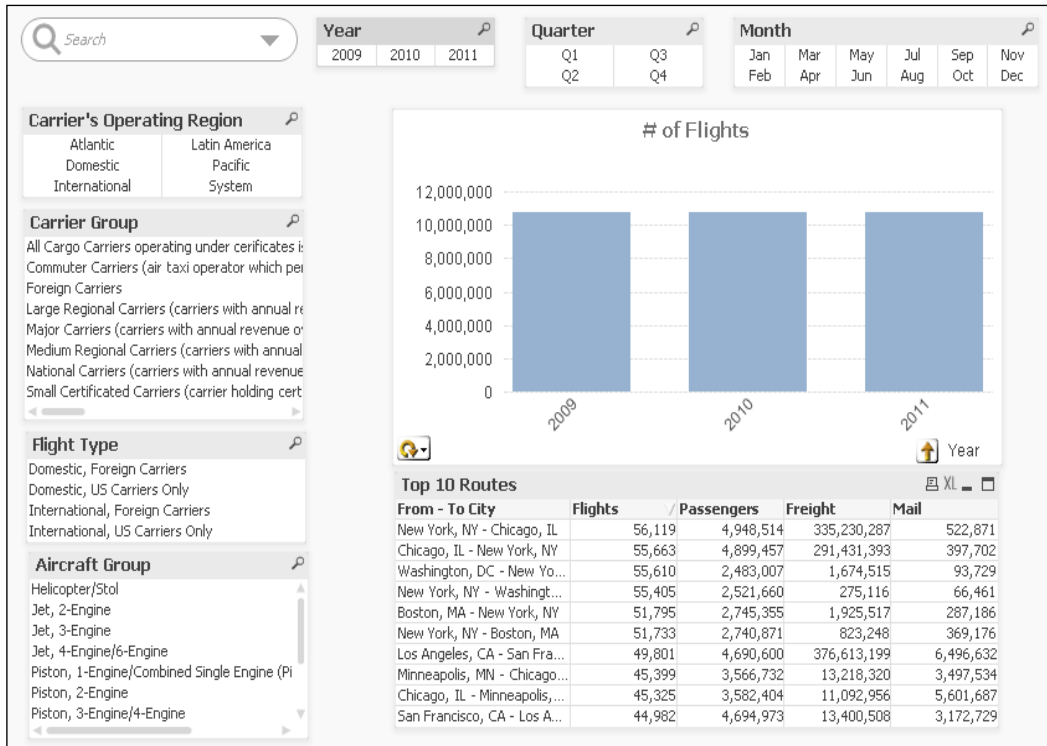 Search
Year
2009 2010 2011
Quarter
Q1 Q3
Q2 Q4
Month
Jan Mar May Jul Sep Nov
Feb Apr Jun Aug Oct Dec
Carrier's Operating Region
Atlantic Latin America
Domestic Pacific
International System
Carrier Group
All Cargo Carriers operating under cerificates is
Commuter Carriers (air taxi operator which per
Foreign Carriers
Large Regional Carriers (carriers with annual re
Major Carriers (carriers with annual revenue ov
Medium Regional Carriers (carriers with annual
National Carriers (carriers with annual revenue
Small Certificated Carriers (carrier holding cert
Flight Type
Domestic, Foreign Carriers
Domestic, US Carriers Only
International, Foreign Carriers
International, US Carriers Only
Aircraft Group
Helicopter/Stol
Jet, 2-Engine
Jet, 3-Engine
Jet, 4-Engine/6-Engine
Piston, 1-Engine/Combined Single Engine (Pi
Piston, 2-Engine
Piston, 3-Engine/4-Engine
# of Flights
12,000,000
10,000,000
8,000,000
6,000,000
4,000,000
2,000,000
0
2009 2010 2011
Year
Top 10 Routes XL
From - To City Flights Passengers Freight Mail
New York, NY - Chicago, IL 56,119 4,948,514 335,230,287 522,871
Chicago, IL - New York, NY 55,663 4,899,457 291,431,393 397,702
Washington, DC - New Yo... 55,610 2,483,007 1,674,515 93,729
New York, NY - Washingt... 55,405 2,521,660 275,116 66,461
Boston, MA - New York, NY 51,795 2,745,355 1,925,517 287,186
New York, NY - Boston, MA 51,733 2,740,871 823,248 369,176
Los Angeles, CA - San Fra... 49,801 4,690,600 376,613,199 6,496,632
Minneapolis, MN - Chicago... 45,399 3,566,732 13,218,320 3,497,534
Chicago, IL - Minneapolis,... 45,325 3,582,404 11,092,956 5,601,687
San Francisco, CA - Los A... 44,982 4,694,973 13,400,508 3,172,729